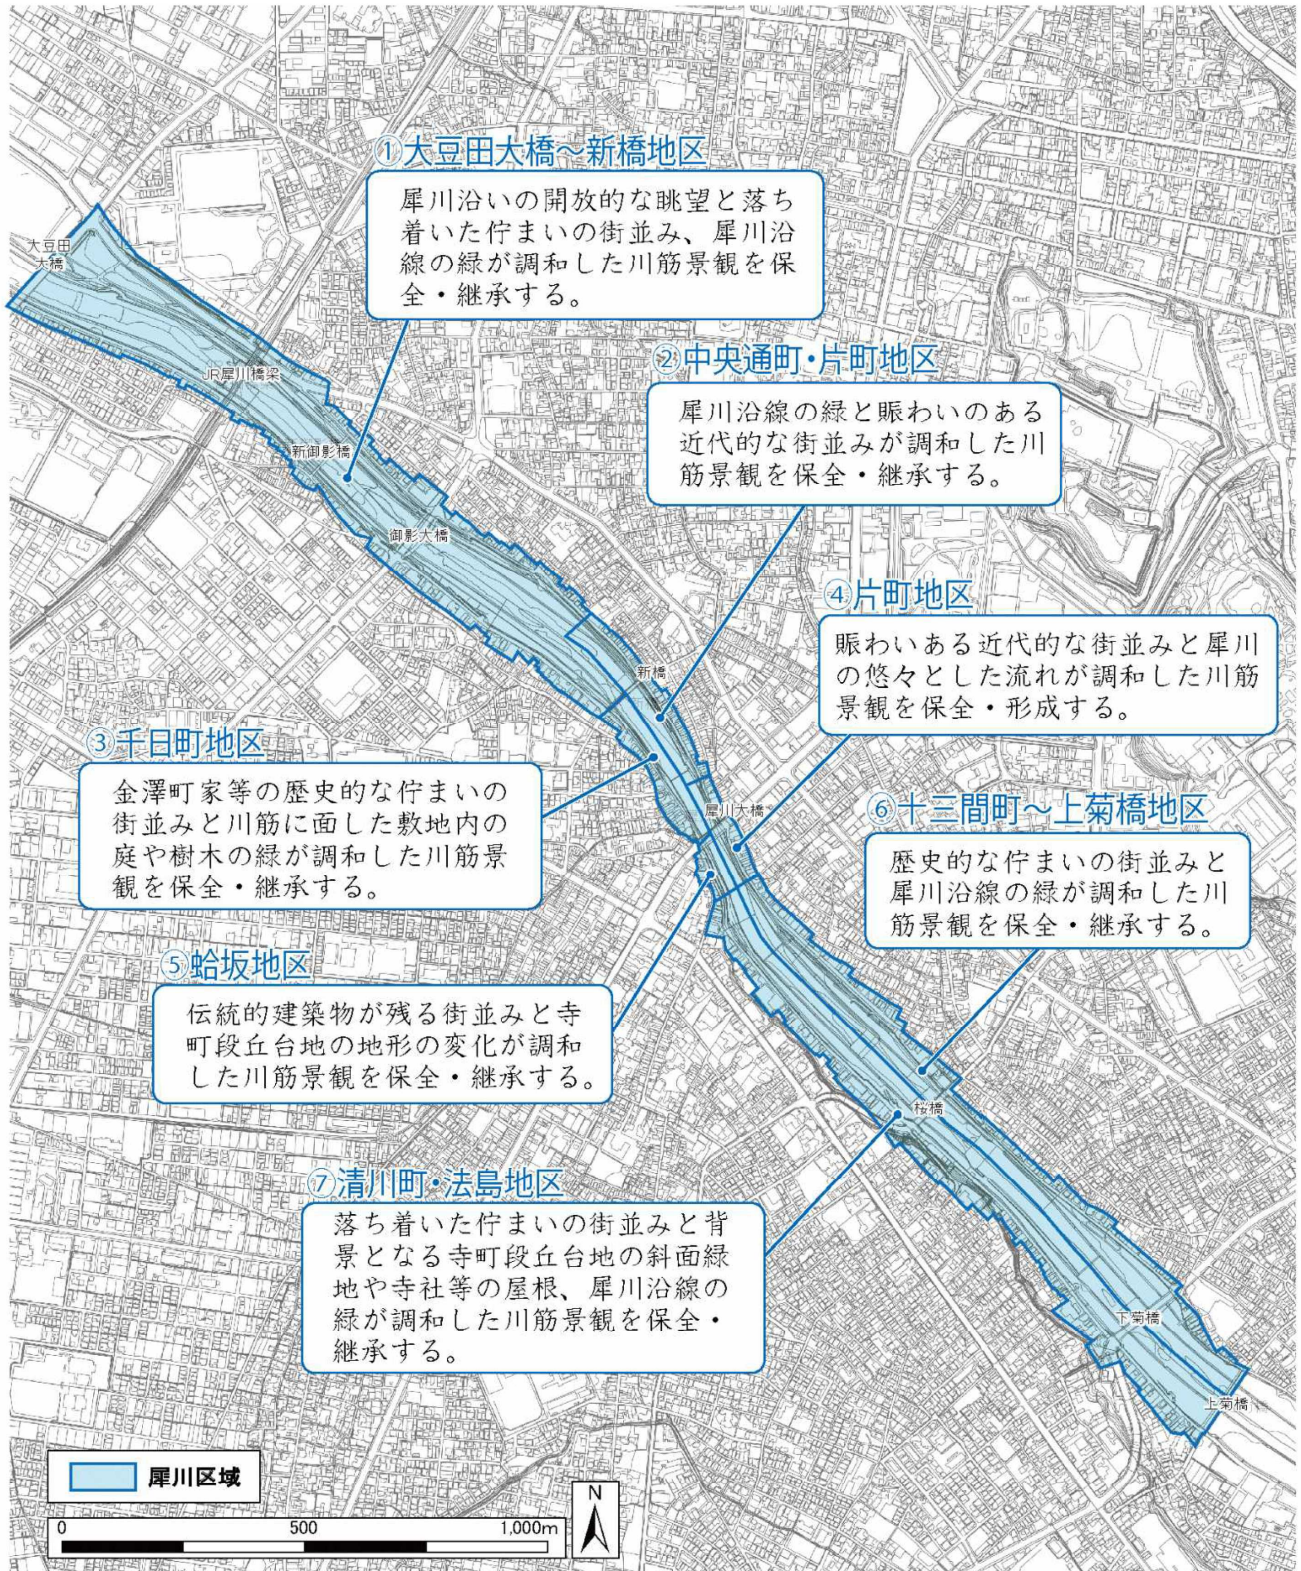 ①大豆田大橋～新橋地区
犀川沿いの開放的な眺望と落ち
着いた佇まいの街並み、犀川沿
線の緑が調和した川筋景観を保
全・継承する。
大豆田
大橋
JR犀川橋梁
②中央通町・片町地区
犀川沿線の緑と賑わいのある
近代的な街並みが調和した川
筋景観を保全・継承する。
新御影橋
御影大橋
④片町地区
賑わいある近代的な街並みと犀川
の悠々とした流れが調和した川筋
景観を保全・形成する。
新橋
③千日町地区
金澤町家等の歴史的な佇まいの
街並みと川筋に面した敷地内の
庭や樹木の緑が調和した川筋景
観を保全・継承する。
犀川大橋
⑥十三間町～上菊橋地区
歴史的な佇まいの街並みと
犀川沿線の緑が調和した川
筋景観を保全・継承する。
⑤蛤坂地区
伝統的建築物が残る街並みと寺
町段丘台地の地形の変化が調和
した川筋景観を保全・継承する。
桜橋
⑦清川町・法島地区
落ち着いた佇まいの街並みと背
景となる寺町段丘台地の斜面緑
地や寺社等の屋根、犀川沿線の
緑が調和した川筋景観を保全・
継承する。
下菊橋
上菊橋
犀川区域
N
0 500 1,000m